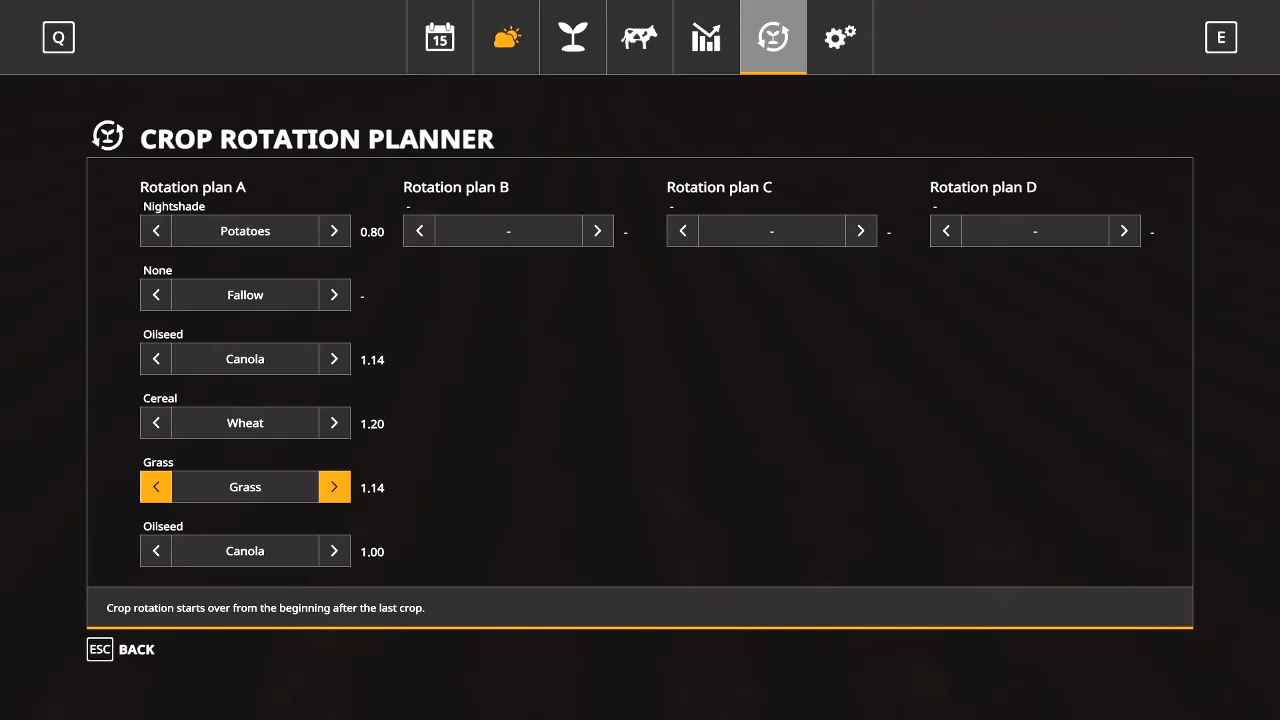 Q
15
E
CROP ROTATION PLANNER
Rotation plan A
Nightshade
Potatoes 0.80
None
Fallow -
Oilseed
Canola 1.14
Cereal
Wheat 1.20
Grass
Grass 1.14
Oilseed
Canola 1.00
Rotation plan B
-
- -
Rotation plan C
-
- -
Rotation plan D
-
- -
Crop rotation starts over from the beginning after the last crop.
ESC BACK